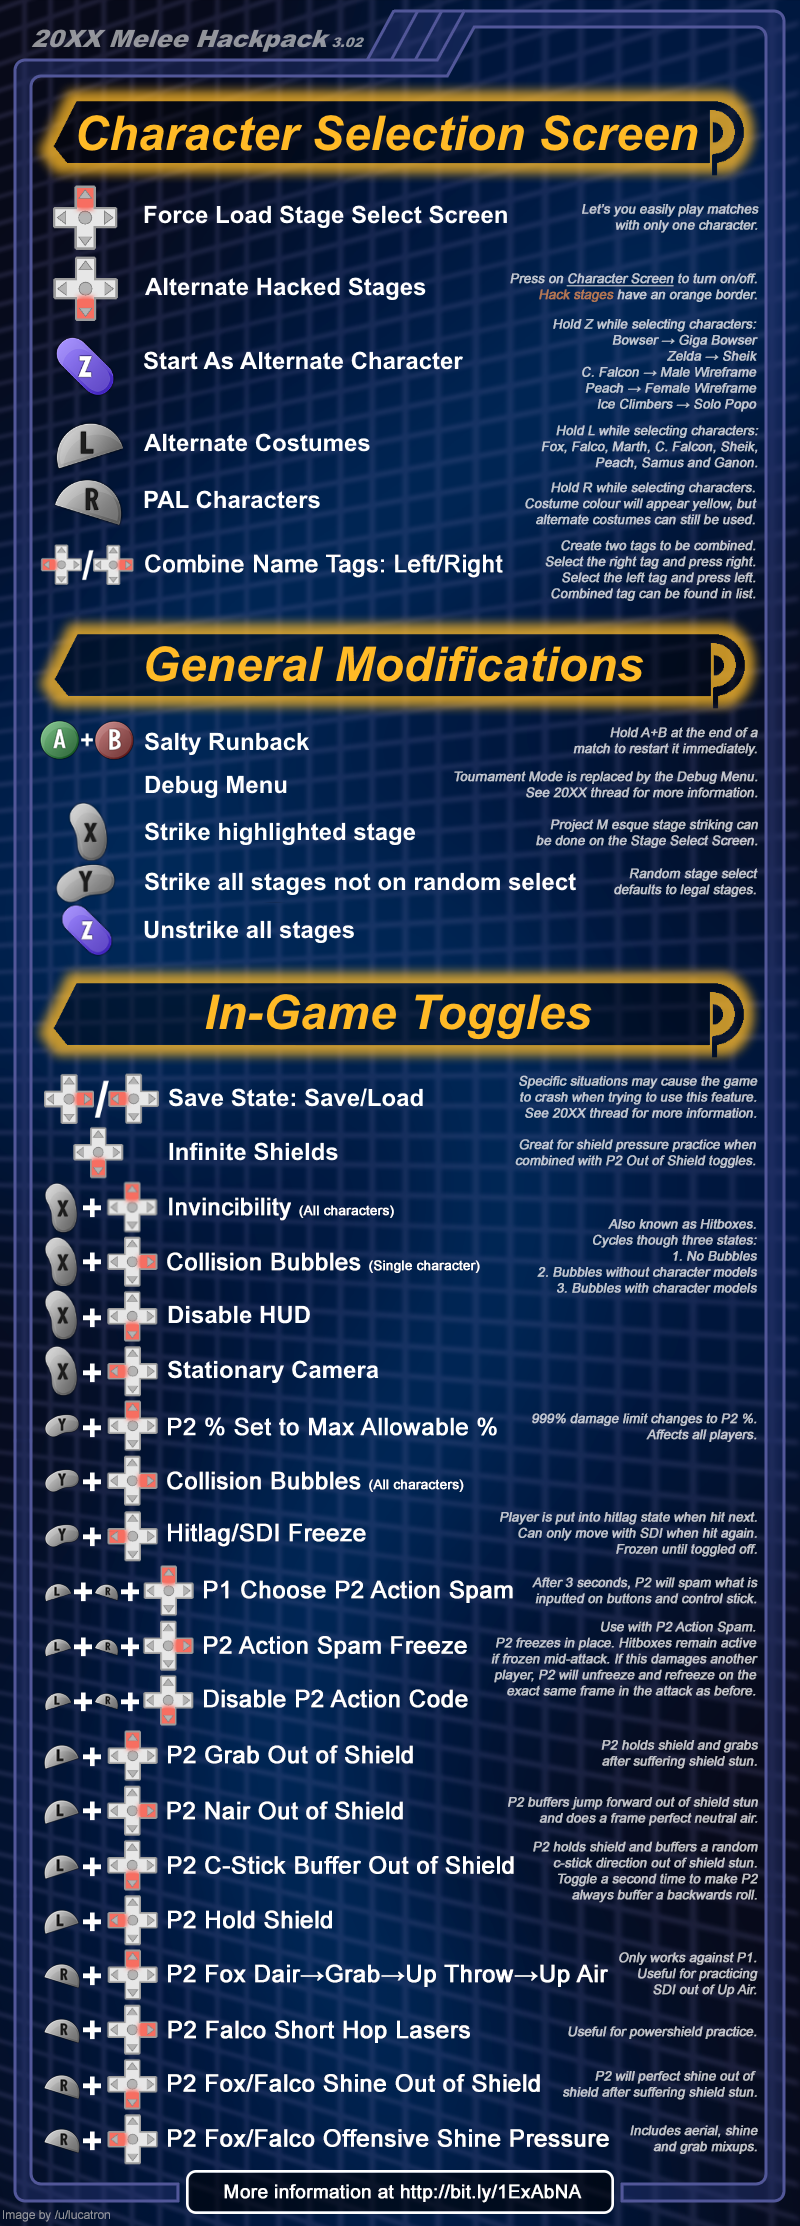 20XX Melee Hackpack 3.02
Character Selection Screen
Force Load Stage Select Screen
Let's you easily play matches
with only one character.
Alternate Hacked Stages
Press on Character Screen to turn on/off.
Hack stages have an orange border.
Z
Start As Alternate Character
Hold Z while selecting characters:
Bowser → Giga Bowser
Zelda → Sheik
C. Falcon → Male Wireframe
Peach → Female Wireframe
Ice Climbers → Solo Popo
L
Alternate Costumes
Hold L while selecting characters:
Fox, Falco, Marth, C. Falcon, Sheik,
Peach, Samus and Ganon.
R
PAL Characters
Hold R while selecting characters.
Costume colour will appear yellow, but
alternate costumes can still be used.
/
Combine Name Tags: Left/Right
Create two tags to be combined.
Select the right tag and press right.
Select the left tag and press left.
Combined tag can be found in list.
General Modifications
A+B
Salty Runback
Hold A+B at the end of a
match to restart it immediately.
Debug Menu
Tournament Mode is replaced by the Debug Menu.
See 20XX thread for more information.
X
Strike highlighted stage
Project M esque stage striking can
be done on the Stage Select Screen.
Y
Strike all stages not on random select
Random stage select
defaults to legal stages.
Z
Unstrike all stages
In-Game Toggles
/
Save State: Save/Load
Specific situations may cause the game
to crash when trying to use this feature.
See 20XX thread for more information.
Infinite Shields
Great for shield pressure practice when
combined with P2 Out of Shield toggles.
X +
Invincibility (All characters)
X +
Collision Bubbles (Single character)
Also known as Hitboxes.
Cycles though three states:
1. No Bubbles
2. Bubbles without character models
3. Bubbles with character models
X +
Disable HUD
X +
Stationary Camera
Y +
P2 % Set to Max Allowable %
999% damage limit changes to P2 %.
Affects all players.
Y +
Collision Bubbles (All characters)
Y +
Hitlag/SDI Freeze
Player is put into hitlag state when hit next.
Can only move with SDI when hit again.
Frozen until toggled off.
L + R +
P1 Choose P2 Action Spam
After 3 seconds, P2 will spam what is
inputted on buttons and control stick.
L + R +
P2 Action Spam Freeze
Use with P2 Action Spam.
P2 freezes in place. Hitboxes remain active
if frozen mid-attack. If this damages another
player, P2 will unfreeze and refreeze on the
exact same frame in the attack as before.
L + R +
Disable P2 Action Code
L +
P2 Grab Out of Shield
P2 holds shield and grabs
after suffering shield stun.
L +
P2 Nair Out of Shield
P2 buffers jump forward out of shield stun
and does a frame perfect neutral air.
L +
P2 C-Stick Buffer Out of Shield
P2 holds shield and buffers a random
c-stick direction out of shield stun.
Toggle a second time to make P2
always buffer a backwards roll.
L +
P2 Hold Shield
R +
P2 Fox Dair→Grab→Up Throw→Up Air
Only works against P1.
Useful for practicing
SDI out of Up Air.
R +
P2 Falco Short Hop Lasers
Useful for powershield practice.
R +
P2 Fox/Falco Shine Out of Shield
P2 will perfect shine out of
shield after suffering shield stun.
R +
P2 Fox/Falco Offensive Shine Pressure
Includes aerial, shine
and grab mixups.
More information at http://bit.ly/1ExAbNA
Image by /u/lucatron